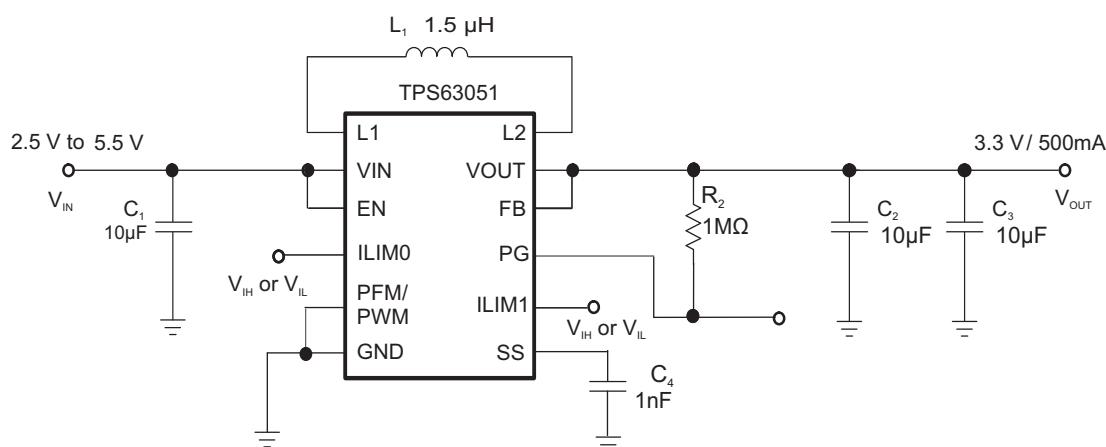 L₁ 1.5 µH
TPS63051
L1
L2
2.5 V to 5.5 V
3.3 V/ 500mA
VIN
VOUT
V_IN
V_OUT
C₁
10µF
EN
FB
R₂
1MΩ
C₂
10µF
C₃
10µF
ILIM0
PG
V_IH or V_IL
PFM/
PWM
ILIM1
V_IH or V_IL
GND
SS
C₄
1nF